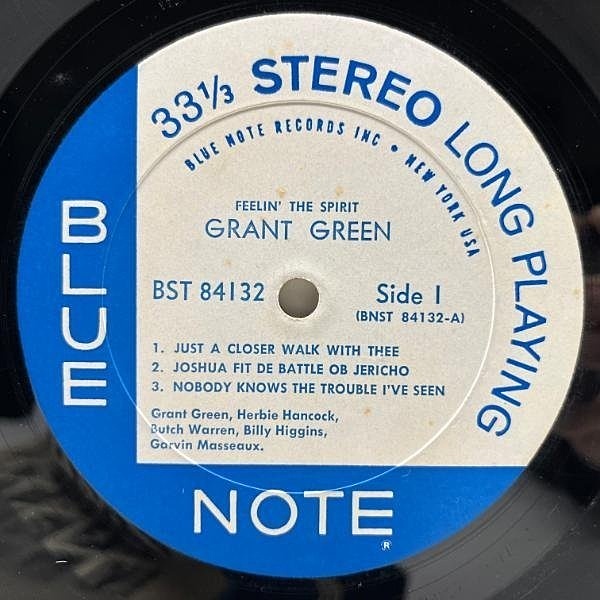 33⅓ STEREO LONG PLAYING
BLUE NOTE RECORDS INC • NEW YORK USA
FEELIN' THE SPIRIT
GRANT GREEN
BST 84132
Side 1
(BNST 84132-A)
1. JUST A CLOSER WALK WITH THEE
2. JOSHUA FIT DE BATTLE OB JERICHO
3. NOBODY KNOWS THE TROUBLE I'VE SEEN
Grant Green, Herbie Hancock,
Butch Warren, Billy Higgins,
Garvin Masseaux.
BLUE
NOTE
®